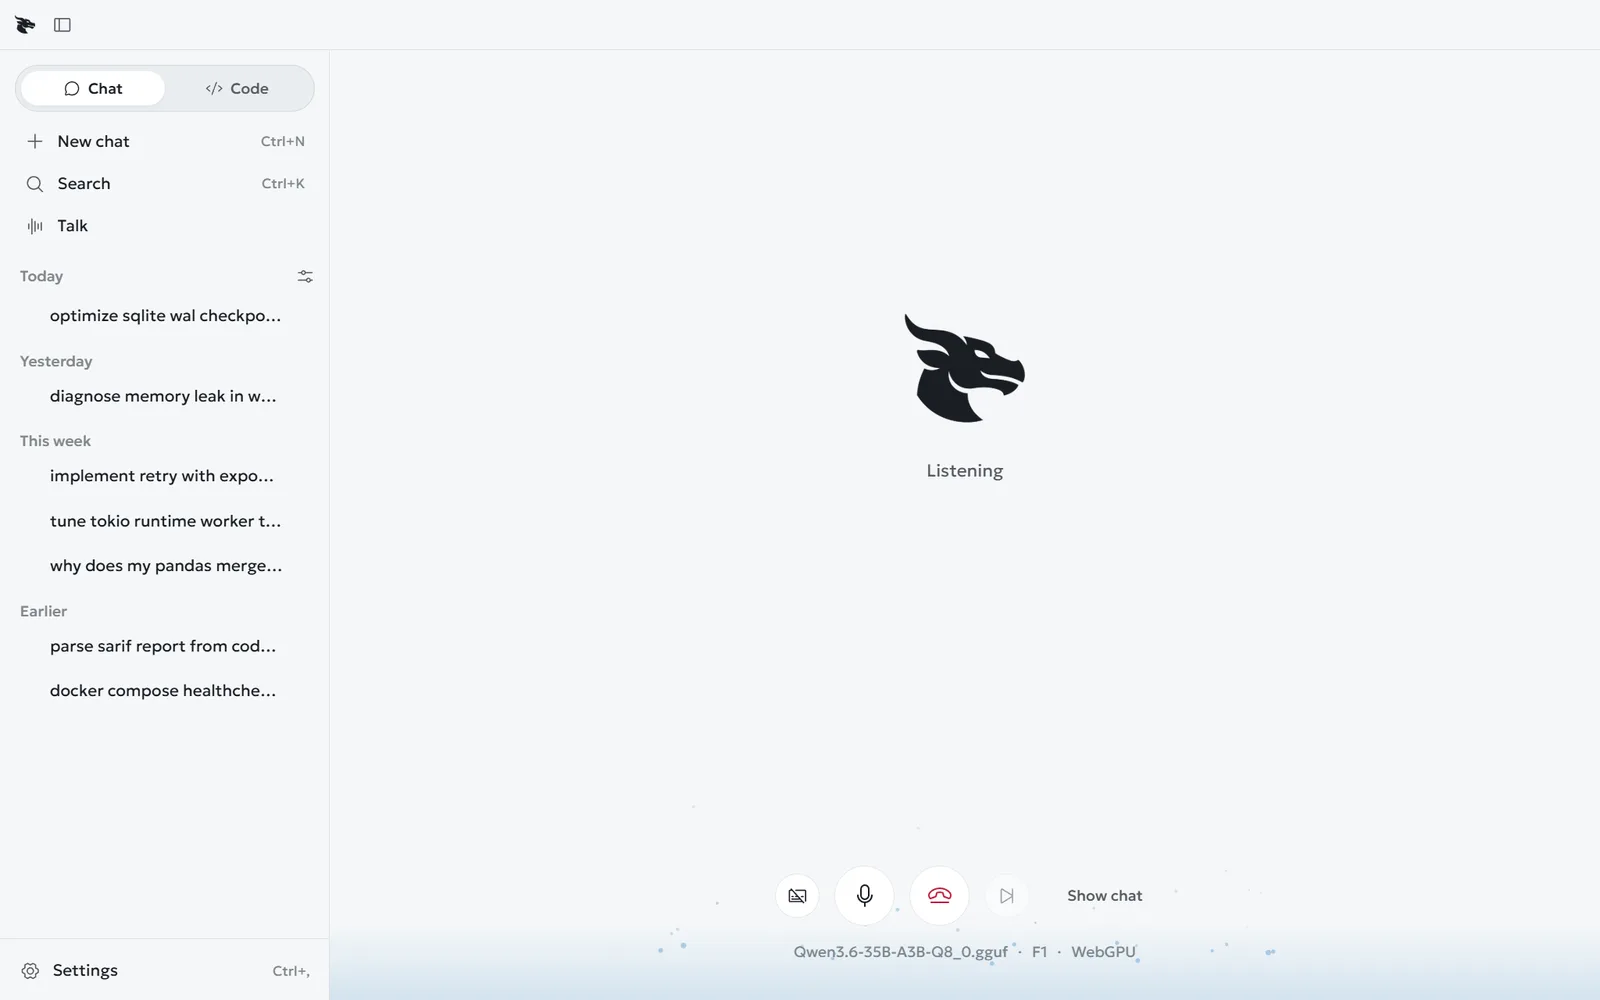 Chat
Code
New chat Ctrl+N
Search Ctrl+K
Talk
Today
optimize sqlite wal checkpo...
Yesterday
diagnose memory leak in w...
This week
implement retry with expo...
tune tokio runtime worker t...
why does my pandas merge...
Earlier
parse sarif report from cod...
docker compose healthche...
Settings Ctrl+,
Listening
Show chat
Qwen3.6-35B-A3B-Q8_0.gguf · F1 · WebGPU